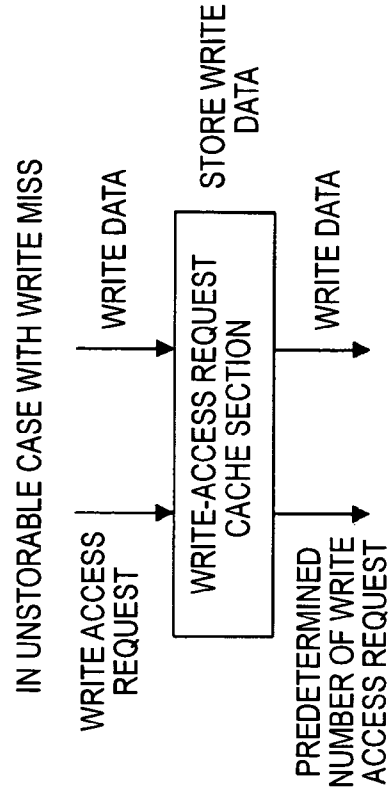 IN UNSTORABLE CASE WITH WRITE MISS
WRITE ACCESS
REQUEST
WRITE DATA
WRITE-ACCESS REQUEST
CACHE SECTION
STORE WRITE
DATA
PREDETERMINED
NUMBER OF WRITE
ACCESS REQUEST
WRITE DATA